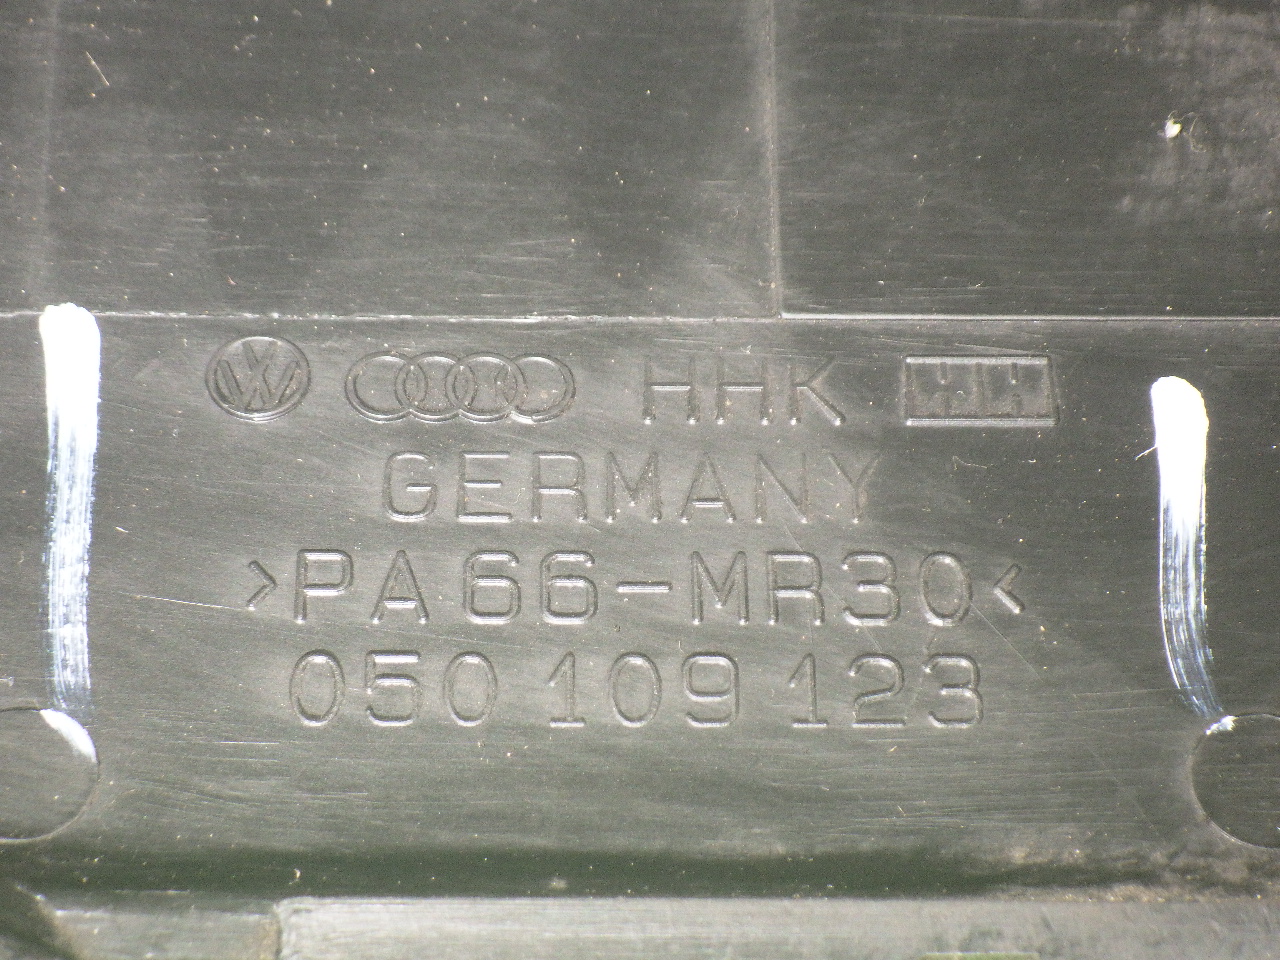 HHK
GERMANY
>PA66-MR30<
050 109 123